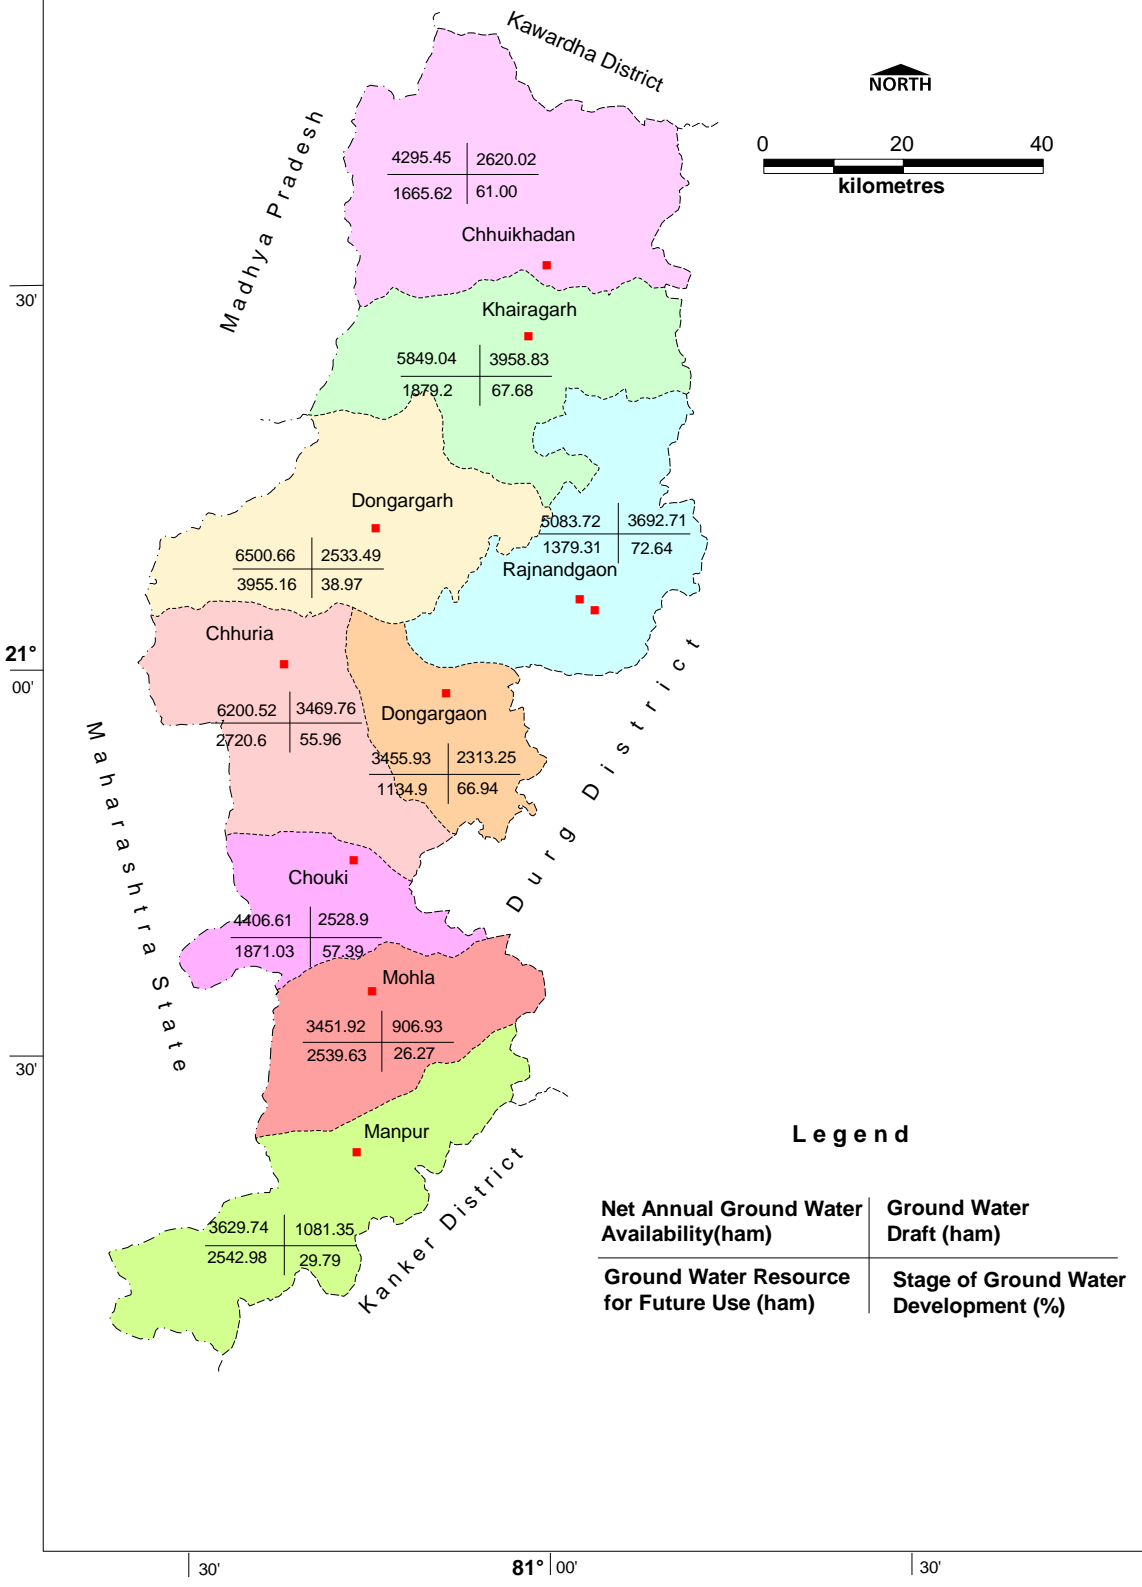 Kawardha District
NORTH
0 20 40
kilometres
Madhya Pradesh
4295.45 2620.02
1665.62 61.00
Chhuikhadan
30'
Khairagarh
5849.04 3958.83
1879.2 67.68
Dongargarh
5083.72 3692.71
1379.31 72.64
6500.66 2533.49
3955.16 38.97
Rajnandgaon
Chhuria
21°
00'
6200.52 3469.76
2720.6 55.96
Dongargaon
3455.93 2313.25
1134.9 66.94
Durg District
Maharashtra State
Chouki
4406.61 2528.9
1871.03 57.39
Mohla
3451.92 906.93
2539.63 26.27
30'
Manpur
3629.74 1081.35
2542.98 29.79
Kanker District
Legend
Net Annual Ground Water
Availability(ham)
Ground Water
Draft (ham)
Ground Water Resource
for Future Use (ham)
Stage of Ground Water
Development (%)
30' 81° 00' 30'